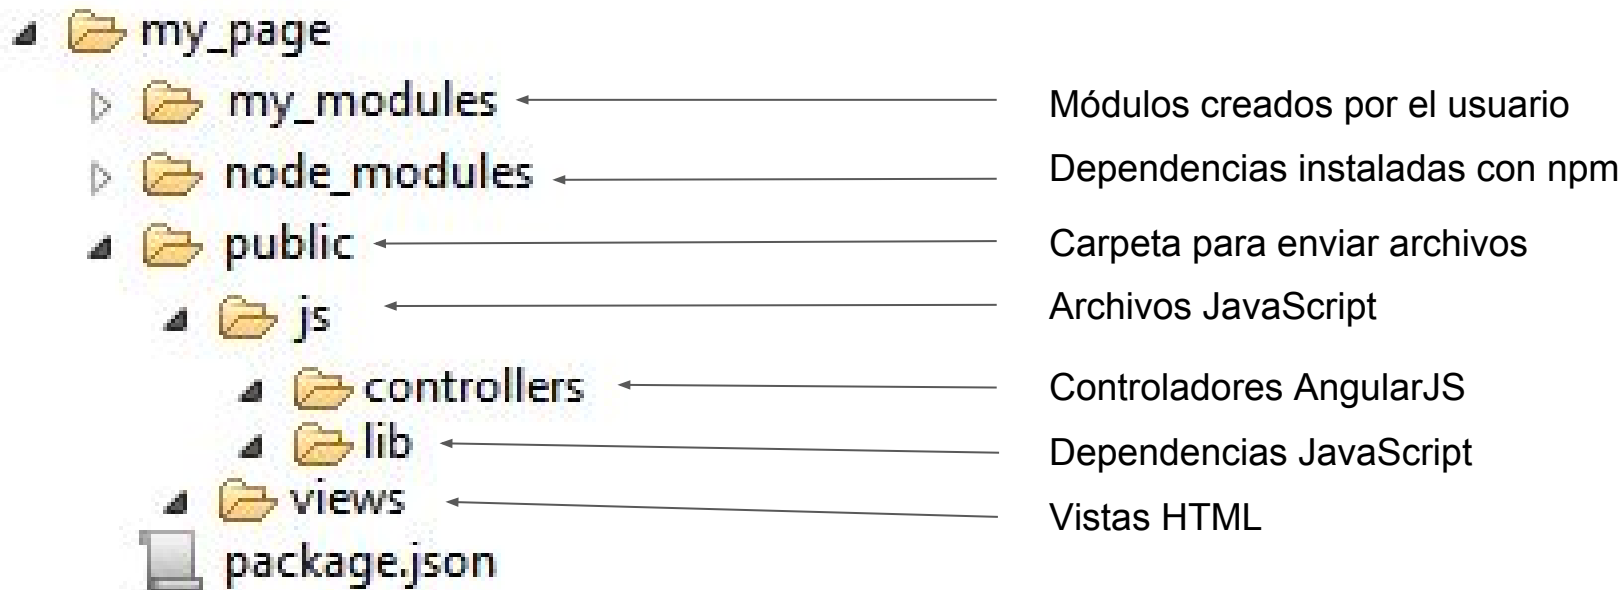 my_page
my_modules Módulos creados por el usuario
node_modules Dependencias instaladas con npm
public Carpeta para enviar archivos
js Archivos JavaScript
controllers Controladores AngularJS
lib Dependencias JavaScript
views Vistas HTML
package.json